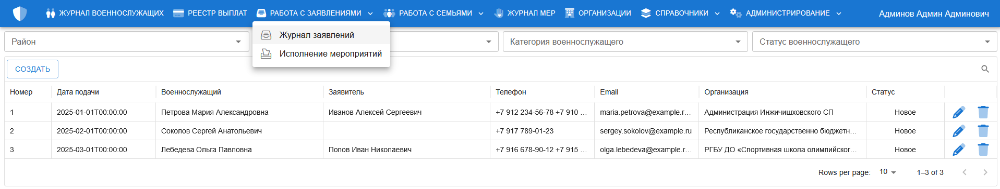 ЖУРНАЛ ВОЕННОСЛУЖАЩИХ РЕЕСТР ВЫПЛАТ РАБОТА С ЗАЯВЛЕНИЯМИ РАБОТА С СЕМЬЯМИ ЖУРНАЛ МЕР ОРГАНИЗАЦИИ СПРАВОЧНИКИ АДМИНИСТРИРОВАНИЕ Админов Админ Админович
Журнал заявлений
Исполнение мероприятий
Район Категория военнослужащего Статус военнослужащего
СОЗДАТЬ
Номер Дата подачи Военнослужащий Заявитель Телефон Email Организация Статус
1 2025-01-01T00:00:00 Петрова Мария Александровна Иванов Алексей Сергеевич +7 912 234-56-78 +7 910 ... maria.petrova@example.r... Администрация Инжичишховского СП Новое
2 2025-02-01T00:00:00 Соколов Сергей Анатольевич +7 917 789-01-23 sergey.sokolov@example.ru Республиканское государственно бюджетн... Новое
3 2025-03-01T00:00:00 Лебедева Ольга Павловна Попов Иван Николаевич +7 916 678-90-12 +7 915 ... olga.lebedeva@example.r... РГБУ ДО «Спортивная школа олимпийског... Новое
Rows per page: 10 1–3 of 3